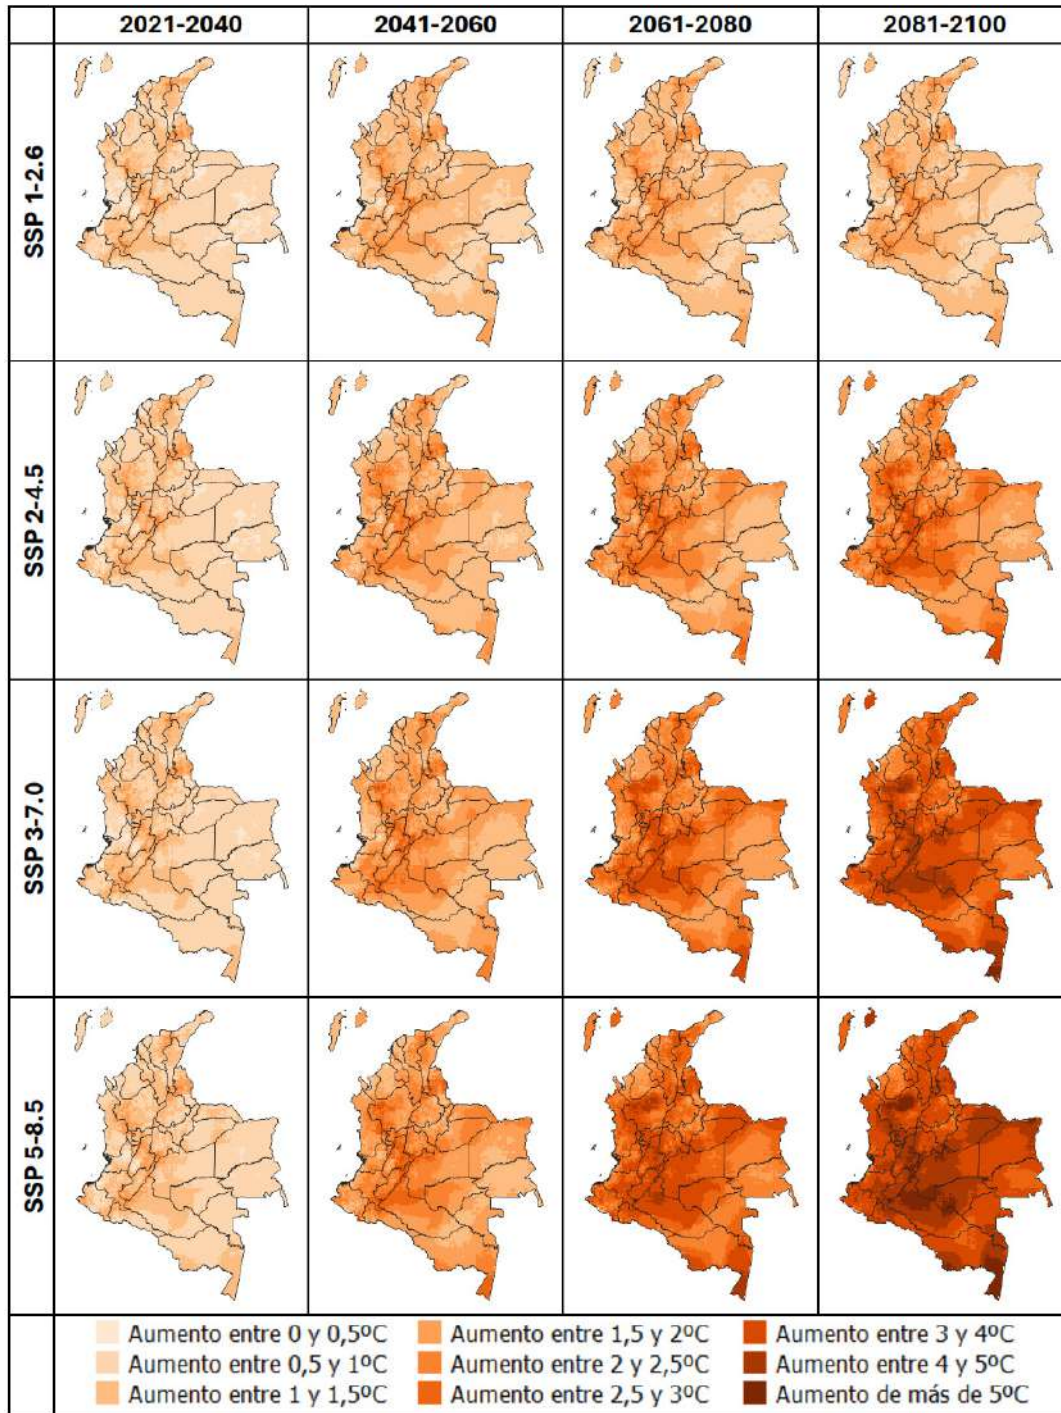 2021-2040 2041-2060 2061-2080 2081-2100
SSP 1-2.6
SSP 2-4.5
SSP 3-7.0
SSP 5-8.5
Aumento entre 0 y 0,5ºC Aumento entre 1,5 y 2ºC Aumento entre 3 y 4ºC
Aumento entre 0,5 y 1ºC Aumento entre 2 y 2,5ºC Aumento entre 4 y 5ºC
Aumento entre 1 y 1,5ºC Aumento entre 2,5 y 3ºC Aumento de más de 5ºC